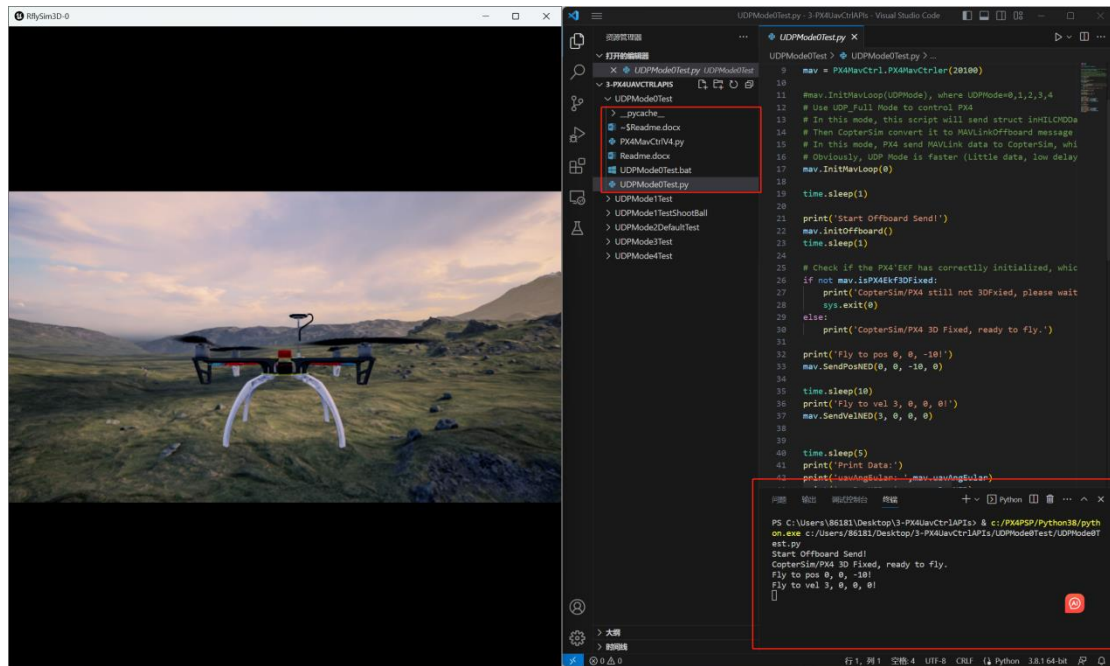 RflySim3D-0
UDPMode0Test.py - 3-PX4UavCtrlAPIs - Visual Studio Code
资源管理器
打开的编辑器
UDPMode0Test.py UDPMode0Test
3-PX4UAVCTRLAPIS
UDPMode0Test
__pycache__
~$Readme.docx
PX4MavCtrlV4.py
Readme.docx
UDPMode0Test.bat
UDPMode0Test.py
UDPMode1Test
UDPMode1TestShootBall
UDPMode2DefaultTest
UDPMode3Test
UDPMode4Test
大纲
时间线
UDPMode0Test.py
UDPMode0Test > UDPMode0Test.py > ...
9 mav = PX4MavCtrl.PX4MavCtrler(20100)
10
11 #mav.InitMavLoop(UDPMode), where UDPMode=0,1,2,3,4
12 # Use UDP_Full Mode to control PX4
13 # In this mode, this script will send struct inHILCMDDa
14 # Then CopterSim convert it to MAVLinkOffboard message
15 # In this mode, PX4 send MAVLink data to CopterSim, whi
16 # Obviously, UDP Mode is faster (Little data, low delay
17 mav.InitMavLoop(0)
18
19 time.sleep(1)
20
21 print('Start Offboard Send!')
22 mav.initOffboard()
23 time.sleep(1)
24
25 # Check if the PX4'EKF has correctlly initialized, whic
26 if not mav.isPX4Ekf3DFixed:
27 print('CopterSim/PX4 still not 3DFxied, please wait
28 sys.exit(0)
29 else:
30 print('CopterSim/PX4 3D Fixed, ready to fly.')
31
32 print('Fly to pos 0, 0, -10!')
33 mav.SendPosNED(0, 0, -10, 0)
34
35 time.sleep(10)
36 print('Fly to vel 3, 0, 0, 0!')
37 mav.SendVelNED(3, 0, 0, 0)
38
39
40 time.sleep(5)
41 print('Print Data:')
42 print('uavAngEular: ',mav.uavAngEular)
问题 输出 调试控制台 终端 Python
PS C:\Users\86181\Desktop\3-PX4UavCtrlAPIs> & c:/PX4PSP/Python38/pyth
on.exe c:/Users/86181/Desktop/3-PX4UavCtrlAPIs/UDPMode0Test/UDPMode0T
est.py
Start Offboard Send!
CopterSim/PX4 3D Fixed, ready to fly.
Fly to pos 0, 0, -10!
Fly to vel 3, 0, 0, 0!
0 0 0 行 1, 列 1 空格: 4 UTF-8 CRLF Python 3.8.1 64-bit